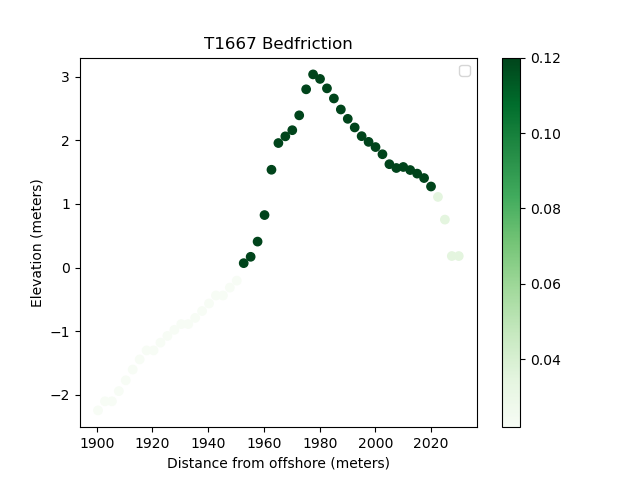 T1667 Bedfriction
3
2
1
0
−1
−2
Elevation (meters)
1900 1920 1940 1960 1980 2000 2020
Distance from offshore (meters)
0.12
0.10
0.08
0.06
0.04